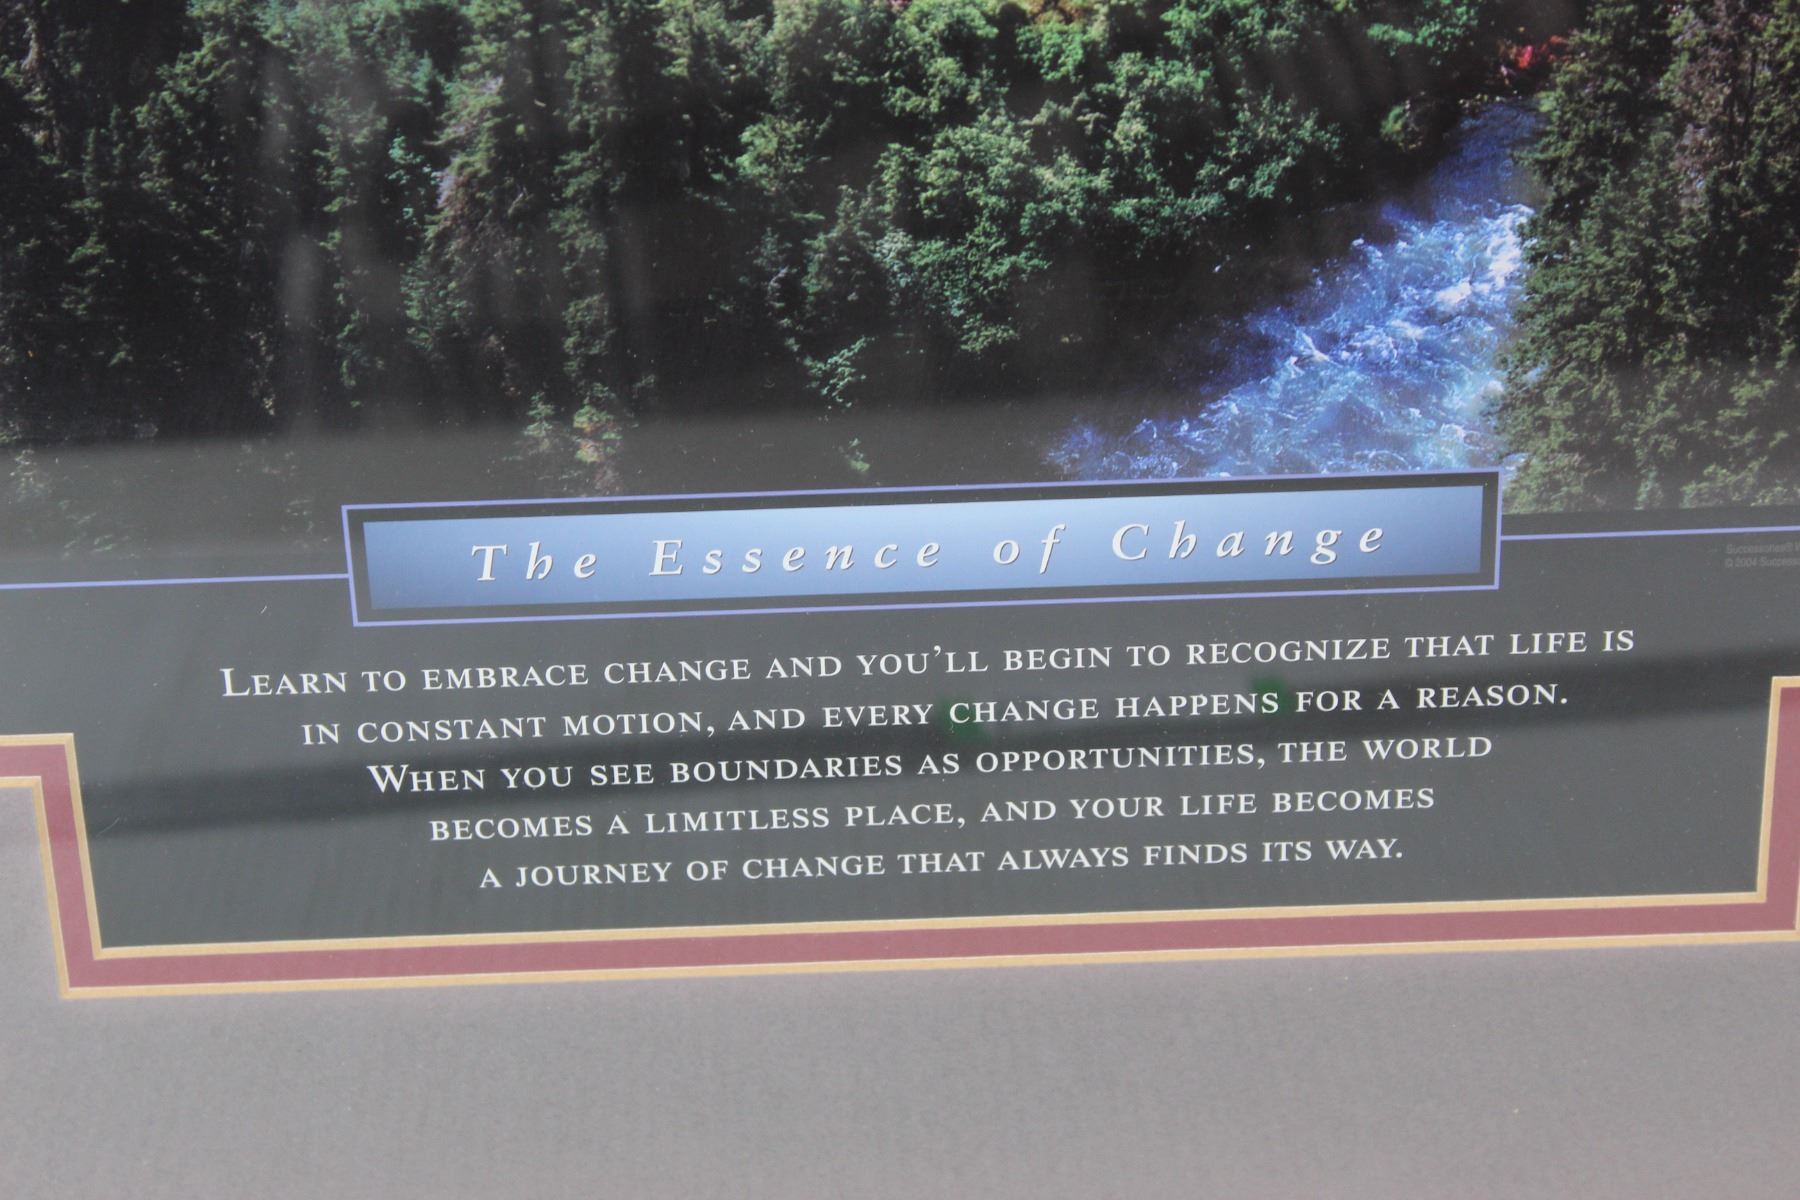 The Essence of Change
Successories®
© 2004
LEARN TO EMBRACE CHANGE AND YOU'LL BEGIN TO RECOGNIZE THAT LIFE IS
IN CONSTANT MOTION, AND EVERY CHANGE HAPPENS FOR A REASON.
WHEN YOU SEE BOUNDARIES AS OPPORTUNITIES, THE WORLD
BECOMES A LIMITLESS PLACE, AND YOUR LIFE BECOMES
A JOURNEY OF CHANGE THAT ALWAYS FINDS ITS WAY.